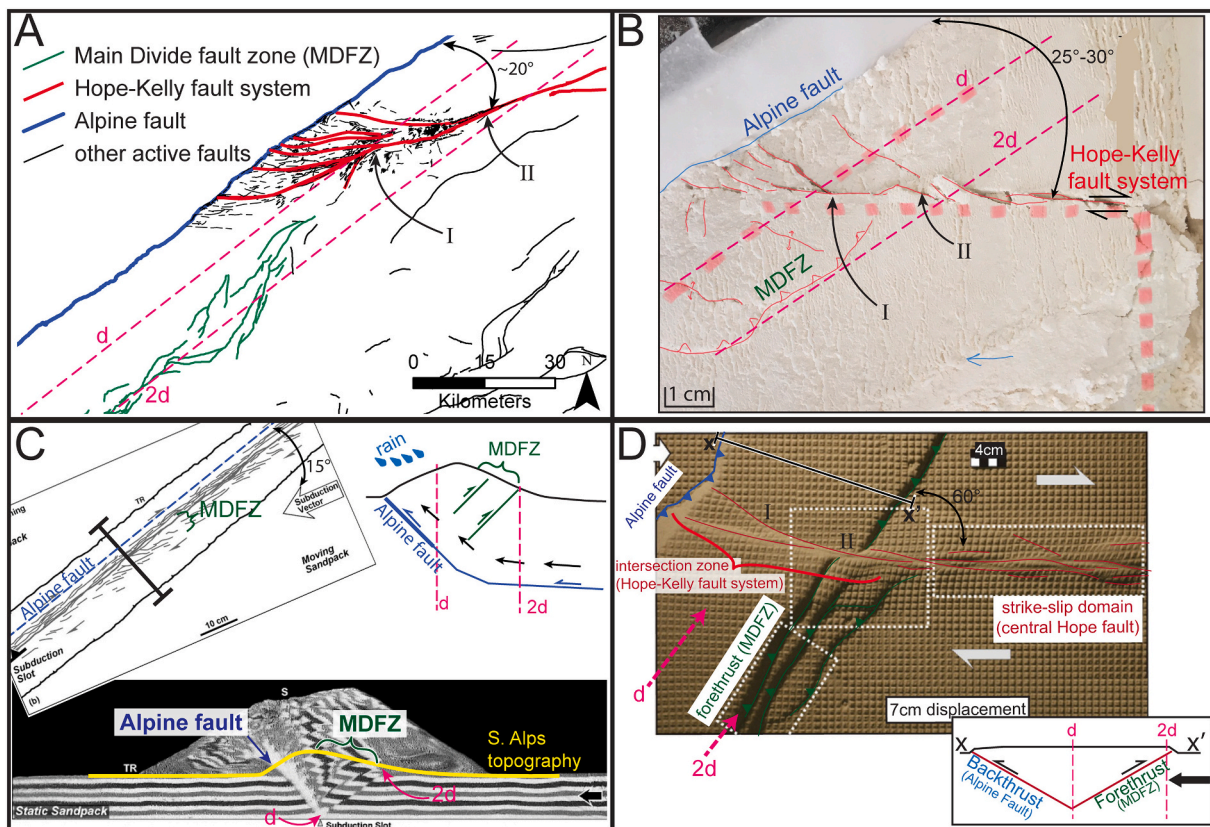 A
Main Divide fault zone (MDFZ)
Hope-Kelly fault system
Alpine fault
other active faults
~20°
II
I
d
2d
0 15 30
Kilometers
N
B
25°-30°
d
2d
Alpine fault
Hope-Kelly
fault system
II
MDFZ
I
1 cm
C
15°
TR
MDFZ
Subduction
Vector
Alpine fault
Moving
Sandpack
10 cm
Subduction
Slot
(b)
rain
MDFZ
Alpine fault
d
2d
S
Alpine fault
MDFZ
S. Alps
topography
TR
2d
Static Sandpack
d
Subduction Slot
D
X
4cm
Alpine fault
60°
X'
I
II
intersection zone
(Hope-Kelly fault system)
strike-slip domain
(central Hope fault)
forethrust (MDFZ)
d
2d
7cm displacement
d
2d
X
X'
Backthrust
(Alpine Fault)
Forethrust
(MDFZ)